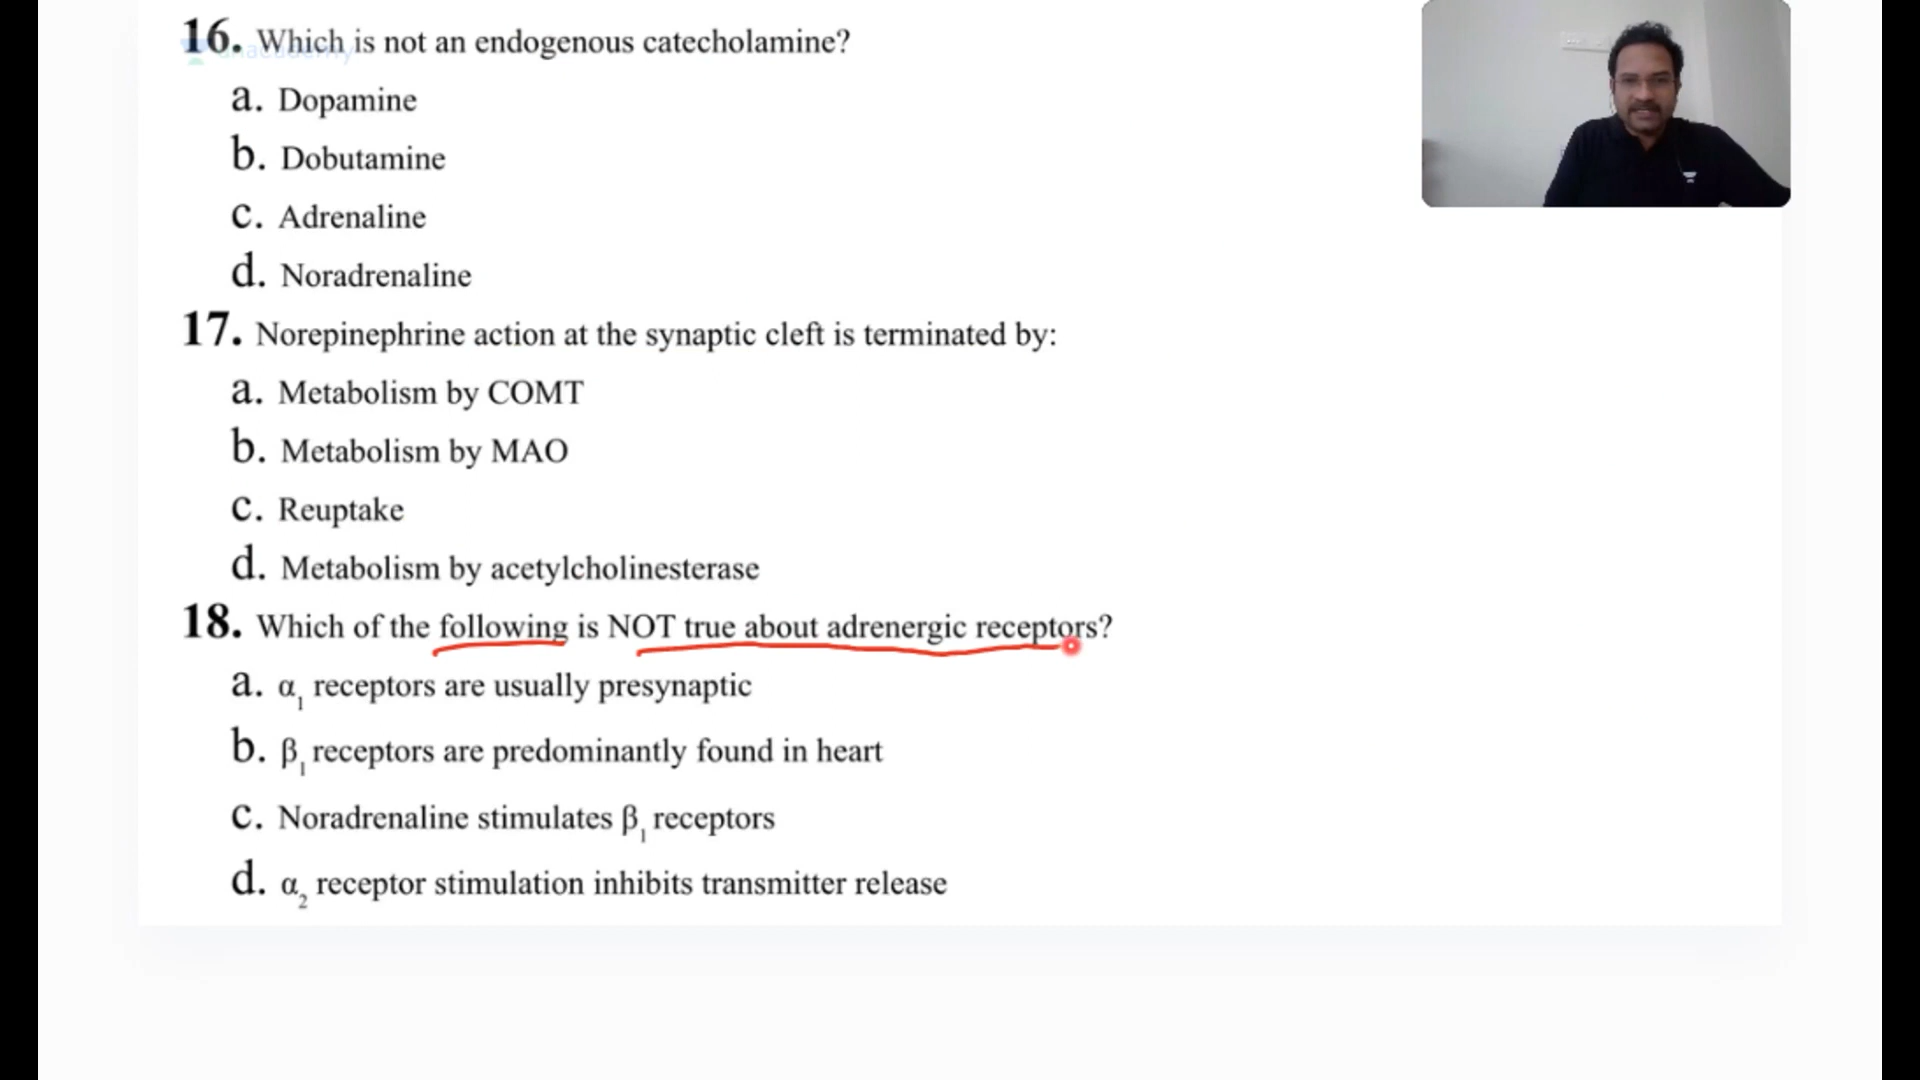 16. Which is not an endogenous catecholamine?
a. Dopamine
b. Dobutamine
c. Adrenaline
d. Noradrenaline
17. Norepinephrine action at the synaptic cleft is terminated by:
a. Metabolism by COMT
b. Metabolism by MAO
c. Reuptake
d. Metabolism by acetylcholinesterase
18. Which of the following is NOT true about adrenergic receptors?
a. α₁ receptors are usually presynaptic
b. β₁ receptors are predominantly found in heart
c. Noradrenaline stimulates β₁ receptors
d. α₂ receptor stimulation inhibits transmitter release